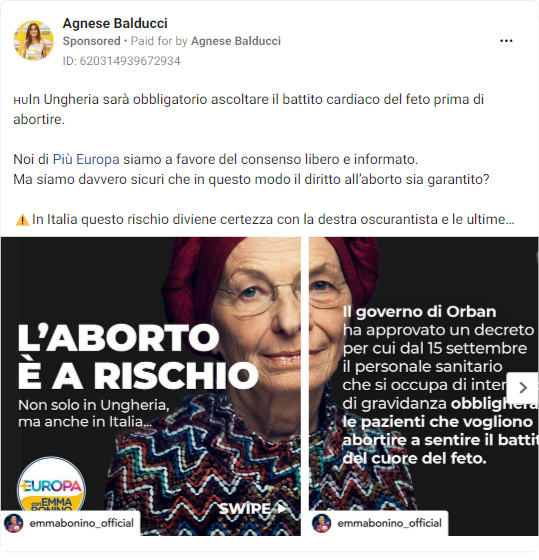 Agnese Balducci
Sponsored • Paid for by Agnese Balducci
ID: 620314939672934
HUIn Ungheria sarà obbligatorio ascoltare il battito cardiaco del feto prima di
abortire.
Noi di Più Europa siamo a favore del consenso libero e informato.
Ma siamo davvero sicuri che in questo modo il diritto all'aborto sia garantito?
⚠️In Italia questo rischio diviene certezza con la destra oscurantista e le ultime...
L'ABORTO
È A RISCHIO
Non solo in Ungheria,
ma anche in Italia...
EUROPA
con EMMA
BONINO
SWIPE
emmabonino_official
Il governo di Orban
ha approvato un decreto
per cui dal 15 settembre
il personale sanitario
che si occupa di inter
di gravidanza obbligherà
le pazienti che vogliono
abortire a sentire il battit
del cuore del feto.
emmabonino_official